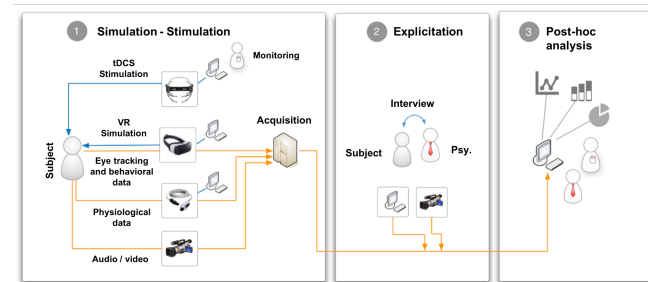 1
Simulation - Stimulation
tDCS
Stimulation
Monitoring
VR
Simulation
Acquisition
Subject
Eye tracking
and behavioral
data
Physiological
data
Audio / video
2
Explicitation
Interview
Subject
Psy.
3
Post-hoc
analysis